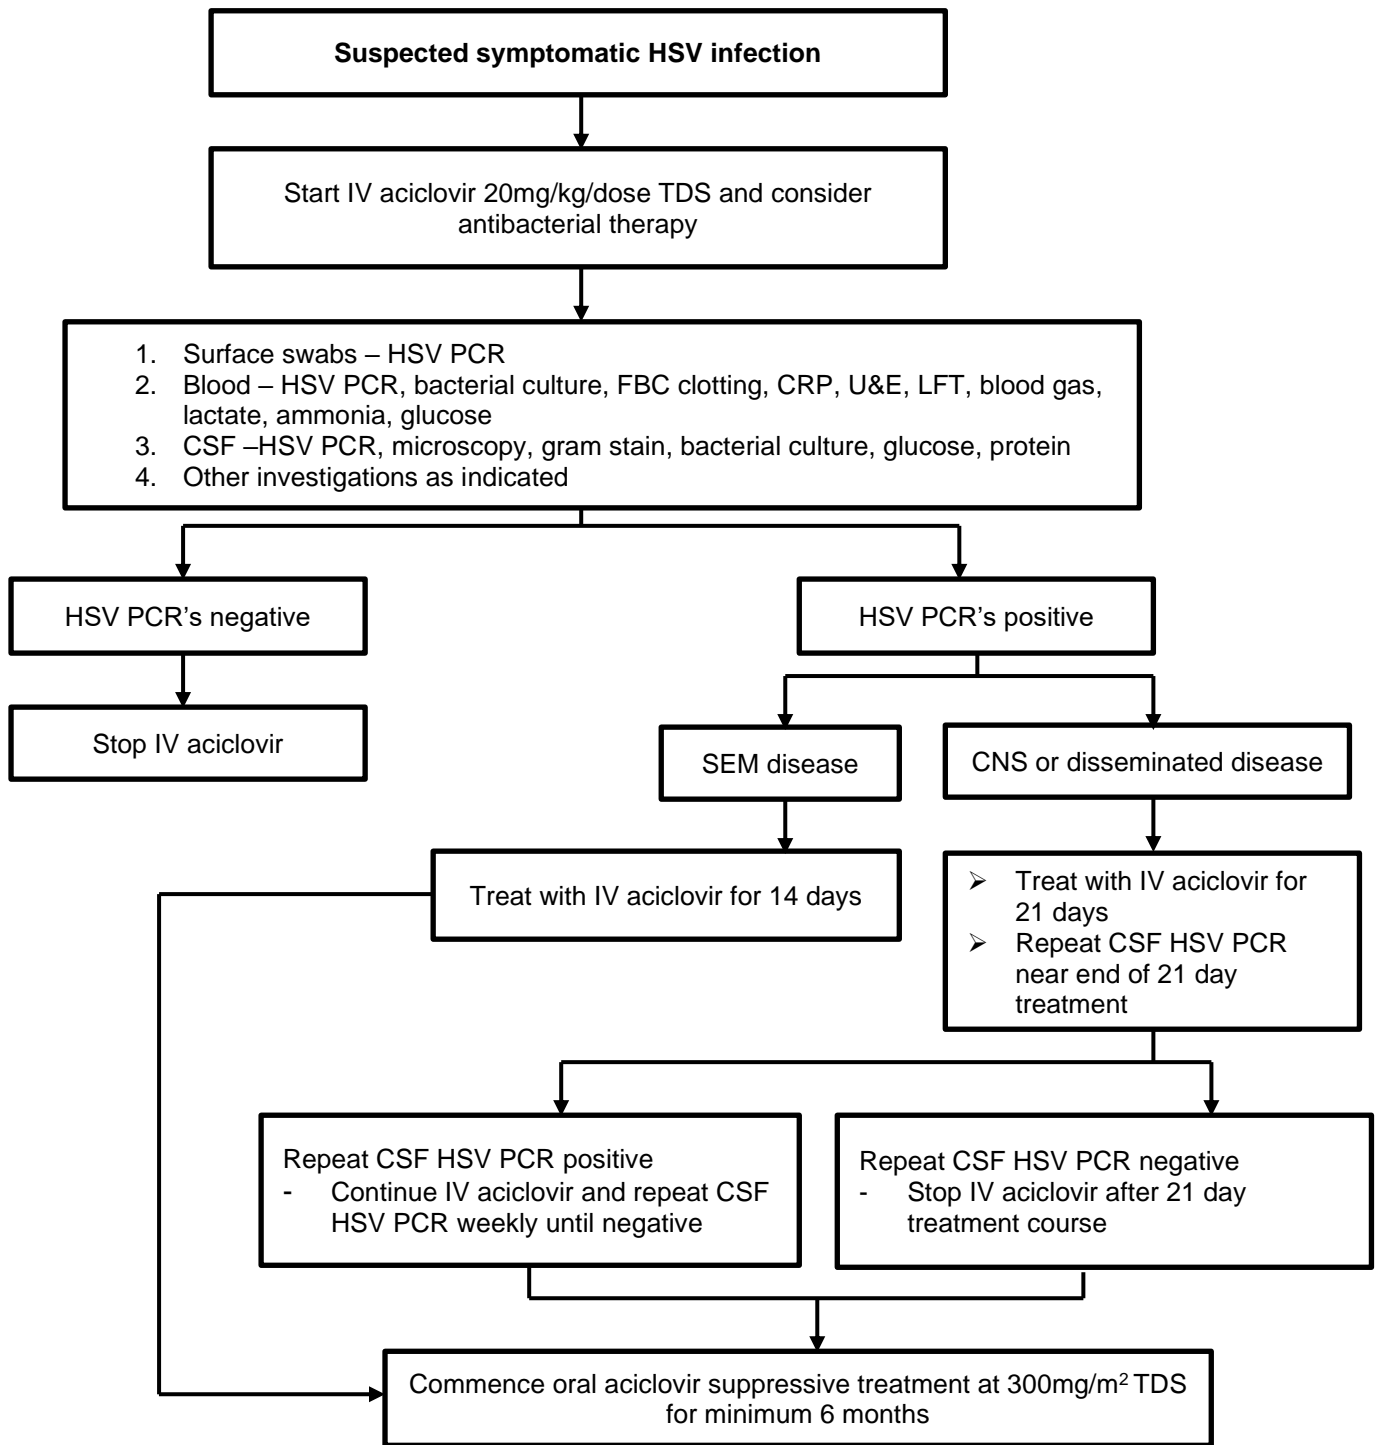 Suspected symptomatic HSV infection
Start IV aciclovir 20mg/kg/dose TDS and consider
antibacterial therapy
1. Surface swabs – HSV PCR
2. Blood – HSV PCR, bacterial culture, FBC clotting, CRP, U&E, LFT, blood gas,
lactate, ammonia, glucose
3. CSF –HSV PCR, microscopy, gram stain, bacterial culture, glucose, protein
4. Other investigations as indicated
HSV PCR’s negative
HSV PCR’s positive
Stop IV aciclovir
SEM disease
CNS or disseminated disease
Treat with IV aciclovir for 14 days
➢ Treat with IV aciclovir for
21 days
➢ Repeat CSF HSV PCR
near end of 21 day
treatment
Repeat CSF HSV PCR positive
- Continue IV aciclovir and repeat CSF
HSV PCR weekly until negative
Repeat CSF HSV PCR negative
- Stop IV aciclovir after 21 day
treatment course
Commence oral aciclovir suppressive treatment at 300mg/m² TDS
for minimum 6 months